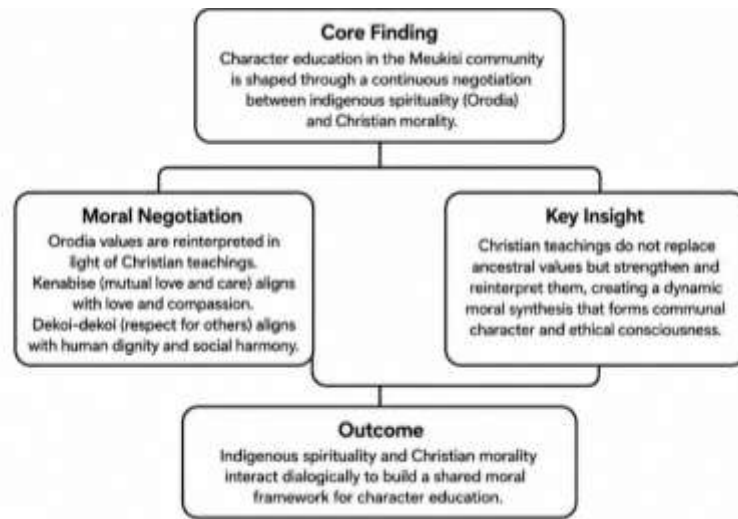 Core Finding
Character education in the Meukisi community
is shaped through a continuous negotiation
between indigenous spirituality (Orodia)
and Christian morality.
Moral Negotiation
Orodia values are reinterpreted in
light of Christian teachings.
Kenabise (mutual love and care) aligns
with love and compassion.
Dekoi-dekoi (respect for others) aligns
with human dignity and social harmony.
Key Insight
Christian teachings do not replace
ancestral values but strengthen and
reinterpret them, creating a dynamic
moral synthesis that forms communal
character and ethical consciousness.
Outcome
Indigenous spirituality and Christian morality
interact dialogically to build a shared moral
framework for character education.